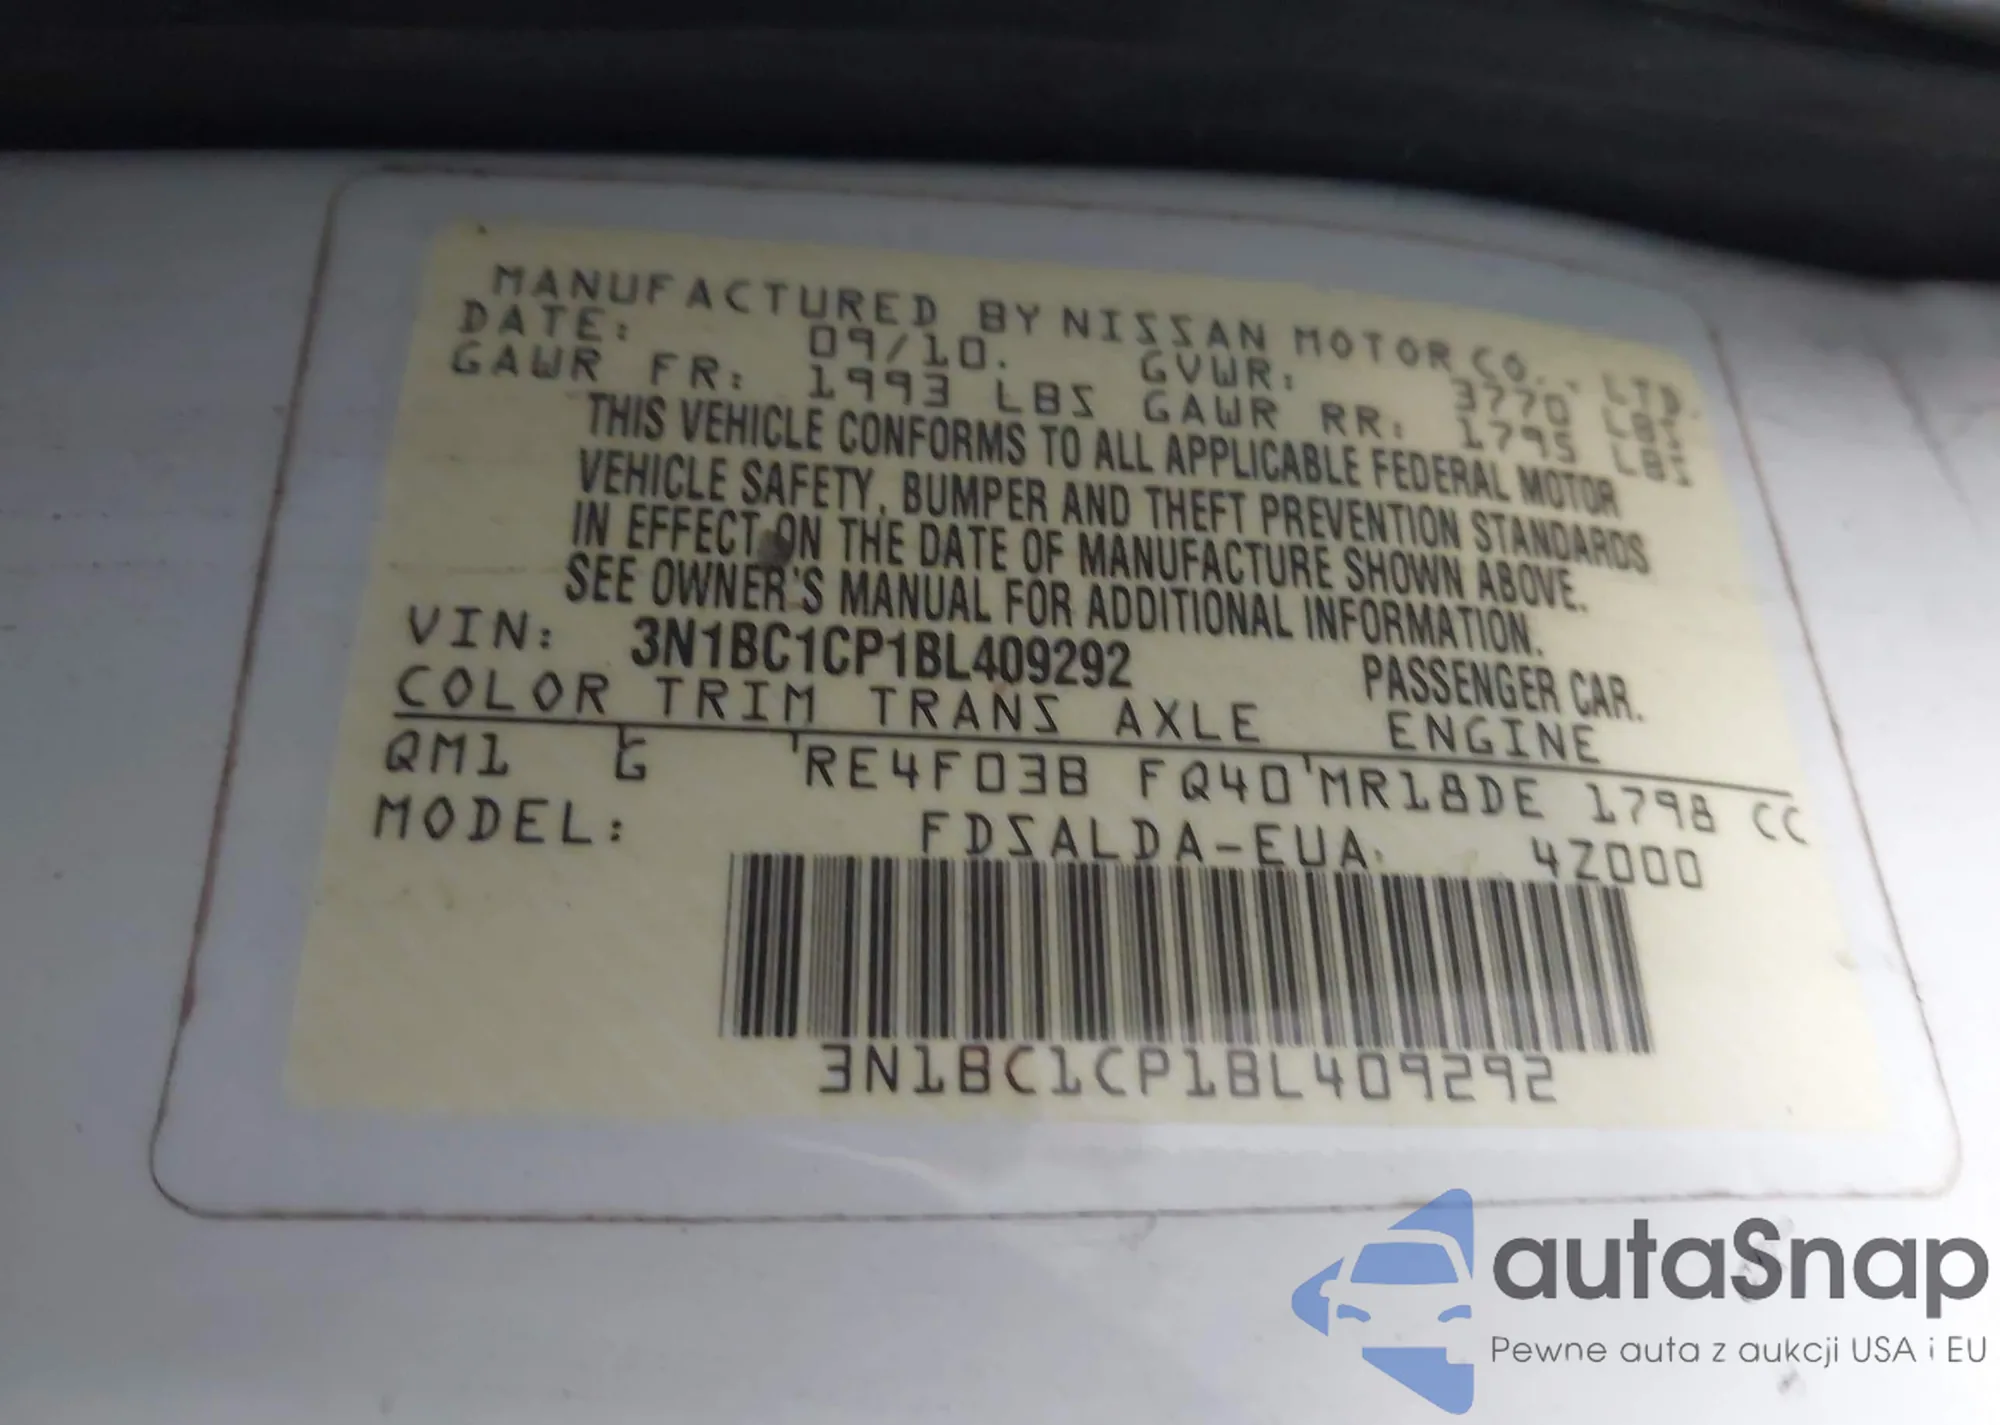 MANUFACTURED BY NISSAN MOTOR CO., LTD.
DATE: 09/10. GVWR: 3770 LBS
GAWR FR: 1993 LBS GAWR RR: 1795 LBS
THIS VEHICLE CONFORMS TO ALL APPLICABLE FEDERAL MOTOR
VEHICLE SAFETY, BUMPER AND THEFT PREVENTION STANDARDS
IN EFFECT ON THE DATE OF MANUFACTURE SHOWN ABOVE.
SEE OWNER'S MANUAL FOR ADDITIONAL INFORMATION.
VIN: 3N1BC1CP1BL409292 PASSENGER CAR.
COLOR TRIM TRANS AXLE ENGINE
QM1 G RE4F03B FQ40 MR18DE 1798 CC
MODEL: FDSALDA-EUA. 4Z000
3N1BC1CP1BL409292
autaSnap
Pewne auta z aukcji USA i EU